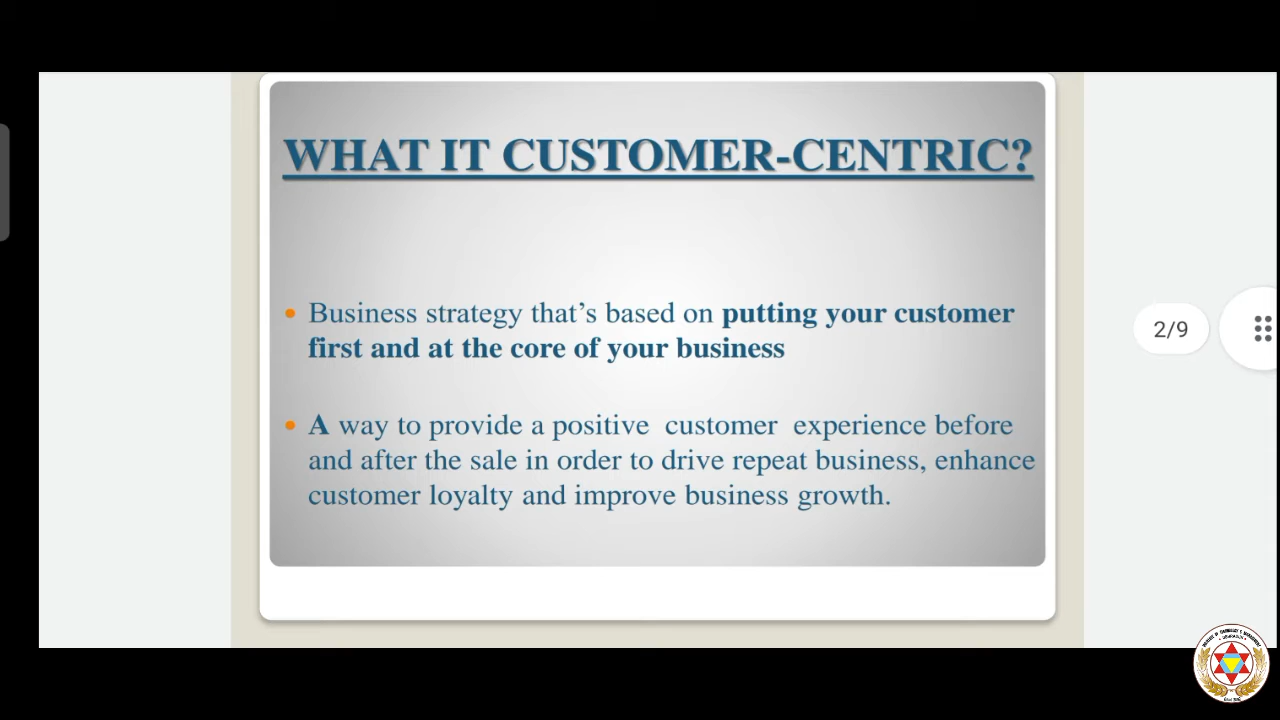 WHAT IT CUSTOMER-CENTRIC?
Business strategy that’s based on putting your customer
first and at the core of your business
A way to provide a positive customer experience before
and after the sale in order to drive repeat business, enhance
customer loyalty and improve business growth.
2/9